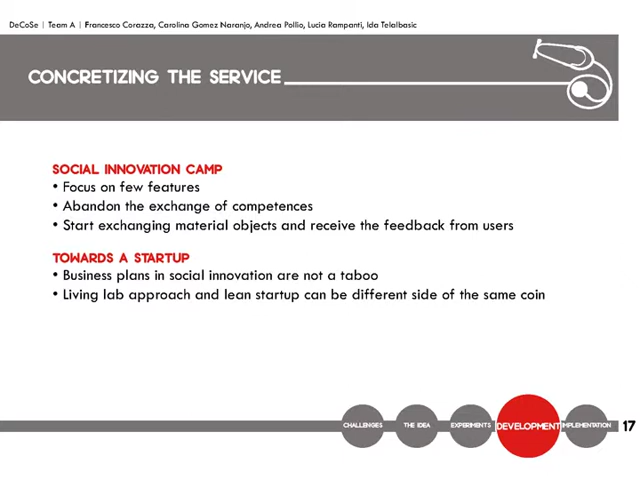 DeCoSe | Team A | Francesco Corazza, Carolina Gomez Naranjo, Andrea Pollio, Lucia Rampanti, Ida Telalbasic
CONCRETIZING THE SERVICE
SOCIAL INNOVATION CAMP
• Focus on few features
• Abandon the exchange of competences
• Start exchanging material objects and receive the feedback from users
TOWARDS A STARTUP
• Business plans in social innovation are not a taboo
• Living lab approach and lean startup can be different side of the same coin
CHALLENGES THE IDEA EXPERIMENTS DEVELOPMENT IMPLEMENTATION 17